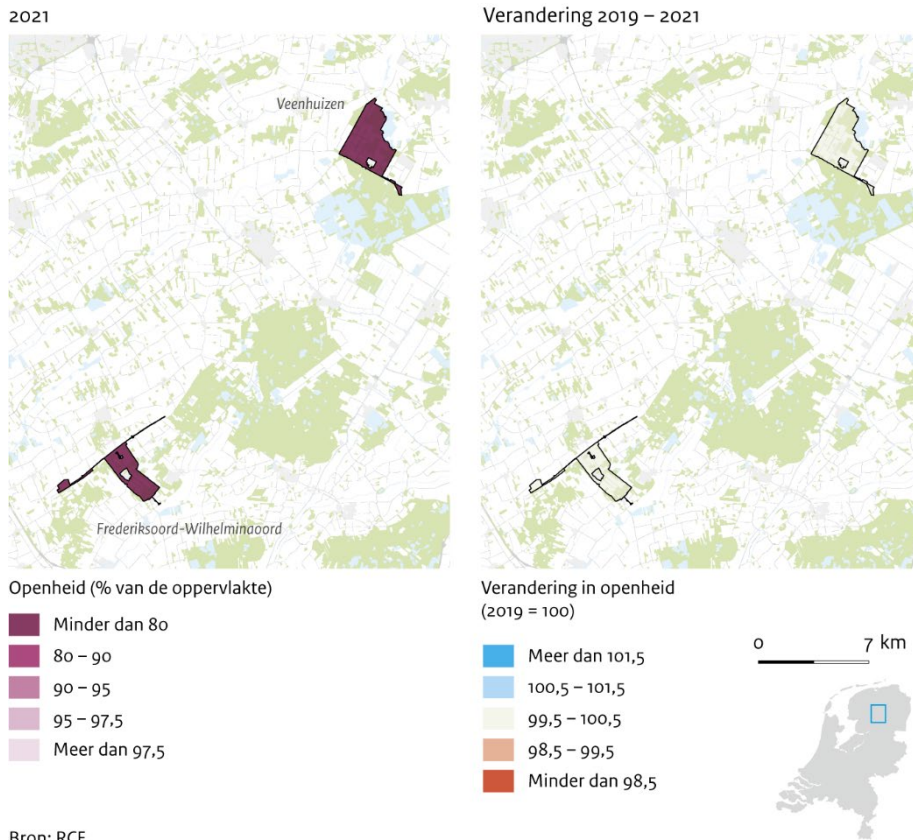 2021
Verandering 2019 – 2021
Veenhuizen
Frederiksoord-Wilhelminaoord
Openheid (% van de oppervlakte)
Minder dan 80
80 – 90
90 – 95
95 – 97,5
Meer dan 97,5
Verandering in openheid
(2019 = 100)
Meer dan 101,5
100,5 – 101,5
99,5 – 100,5
98,5 – 99,5
Minder dan 98,5
0 7 km
Bron: RCE